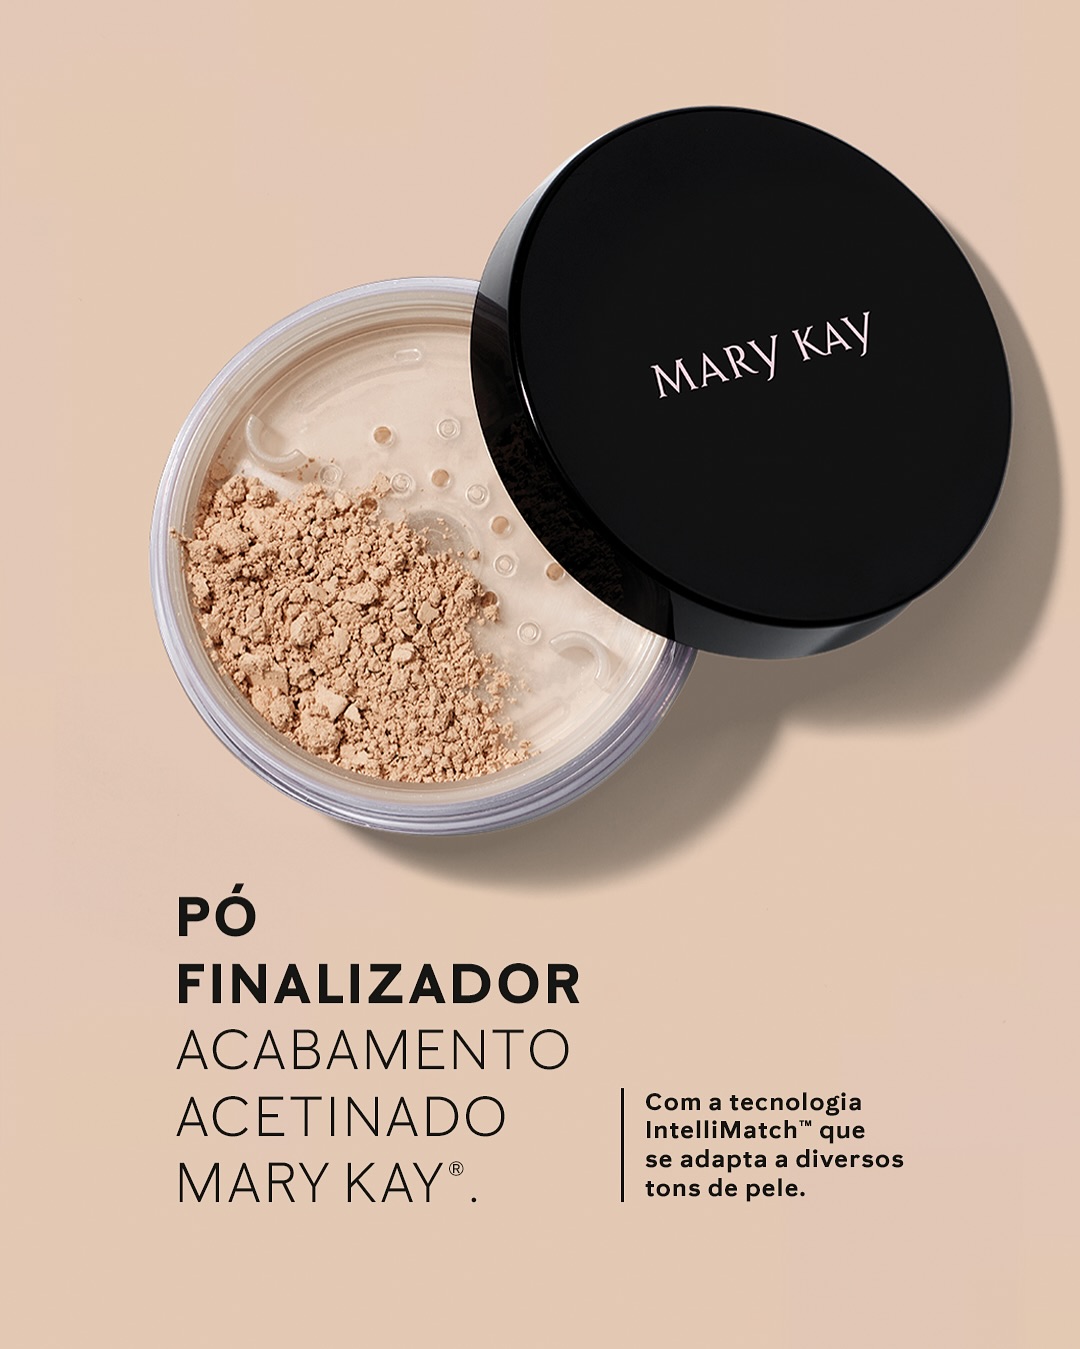 MARY KAY
PÓ
FINALIZADOR
ACABAMENTO
ACETINADO
MARY KAY®.
Com a tecnologia
IntelliMatch™ que
se adapta a diversos
tons de pele.